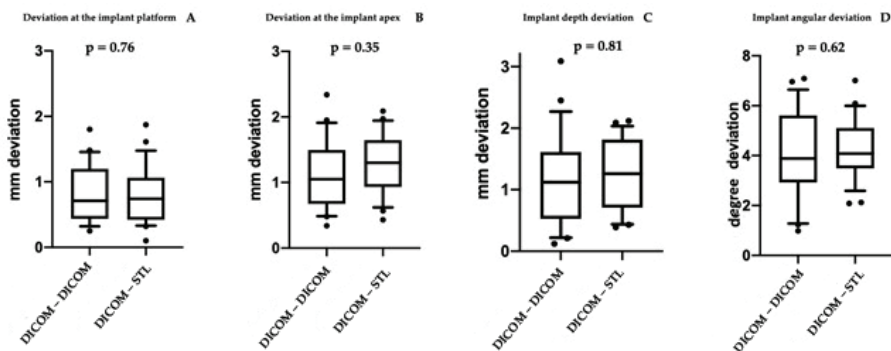 Deviation at the implant platform A
p = 0.76
mm deviation
3
2
1
0
DICOM – DICOM
DICOM – STL
Deviation at the implant apex B
p = 0.35
mm deviation
3
2
1
0
DICOM – DICOM
DICOM – STL
Implant depth deviation C
p = 0.81
mm deviation
3
2
1
0
DICOM – DICOM
DICOM – STL
Implant angular deviation D
p = 0.62
degree deviation
8
6
4
2
0
DICOM – DICOM
DICOM – STL